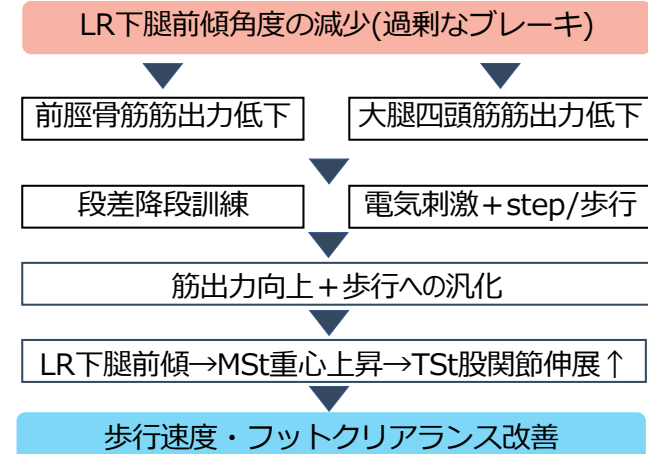 LR下腿前傾角度の減少(過剰なブレーキ)
前脛骨筋筋出力低下
大腿四頭筋筋出力低下
段差降段訓練
電気刺激＋step/歩行
筋出力向上＋歩行への汎化
LR下腿前傾→MSt重心上昇→TSt股関節伸展↑
歩行速度・フットクリアランス改善